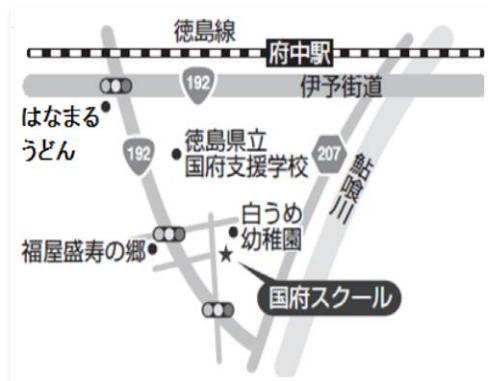 徳島線
府中駅
192
伊予街道
はなまる
うどん
192
徳島県立
国府支援学校
207
鮎喰川
白うめ
幼稚園
福屋盛寿の郷
国府スクール